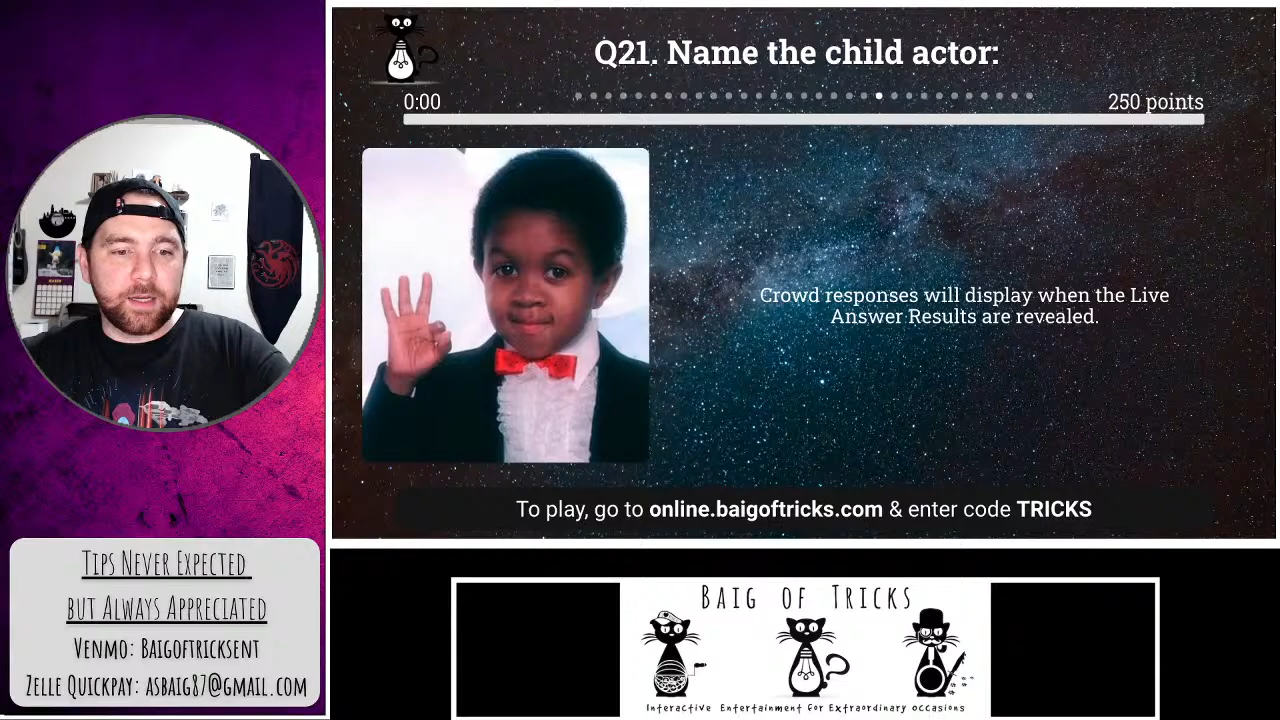 Q21. Name the child actor:
0:00
250 points
Crowd responses will display when the Live
Answer Results are revealed.
To play, go to online.baigoftricks.com & enter code TRICKS
Tips Never Expected
but Always Appreciated
Venmo: Baigoftricksent
Zelle Quickpay: asbaig87@gmail.com
Baig of Tricks
Interactive Entertainment for Extraordinary occasions